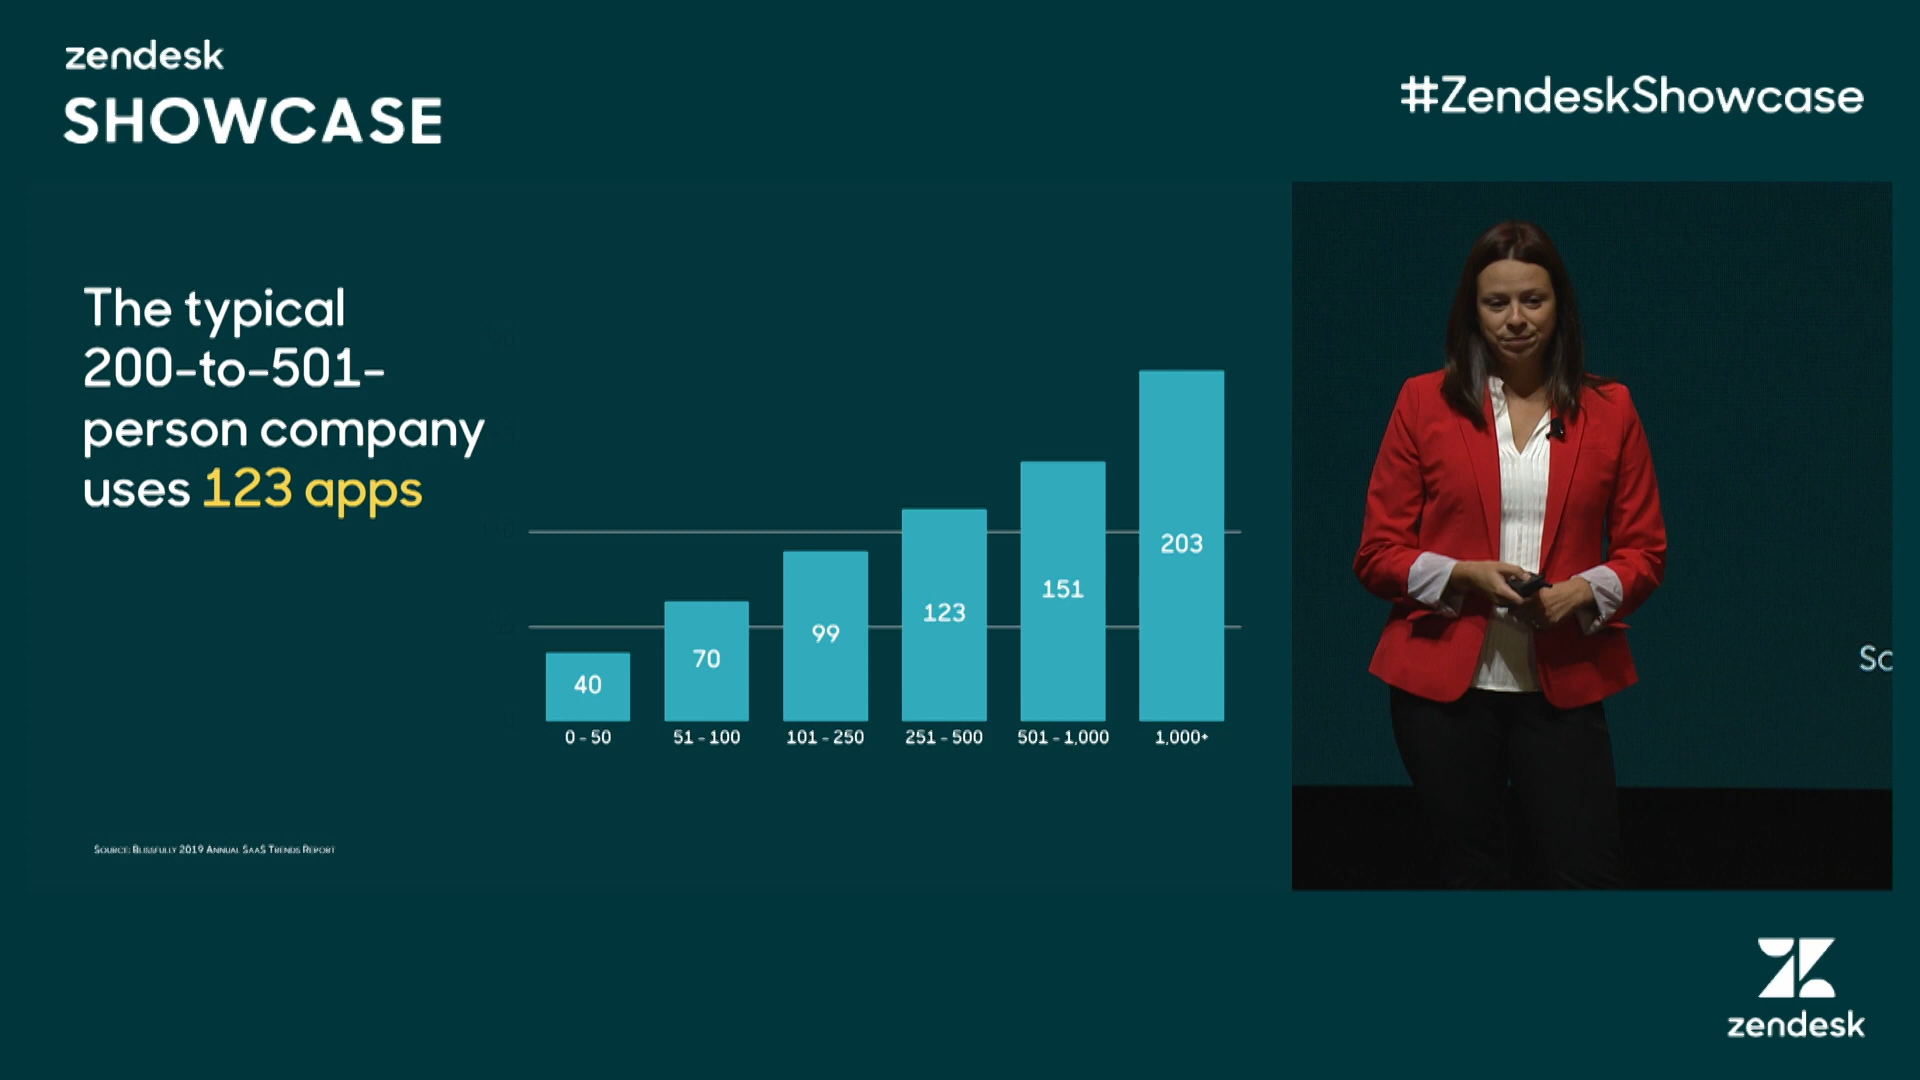 zendesk
SHOWCASE
#ZendeskShowcase
The typical
200-to-501-
person company
uses 123 apps
40
70
99
123
151
203
0 - 50
51 - 100
101 - 250
251 - 500
501 - 1,000
1,000+
Source: Blissfully 2019 Annual SaaS Trends Report
zendesk